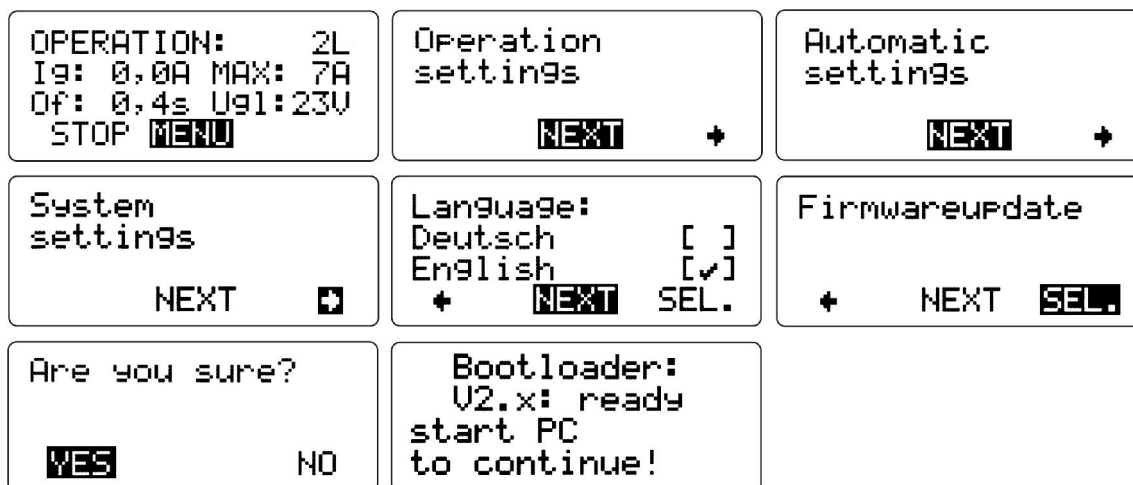 OPERATION: 2L
Ig: 0,0A MAX: 7A
Of: 0,4s Ugl:23V
STOP MENU
Operation
settings
NEXT →
Automatic
settings
NEXT →
System
settings
NEXT →
Language:
Deutsch [ ]
English [✓]
← NEXT SEL.
Firmwareupdate
← NEXT SEL.
Are you sure?
YES NO
Bootloader:
V2.x: ready
start PC
to continue!